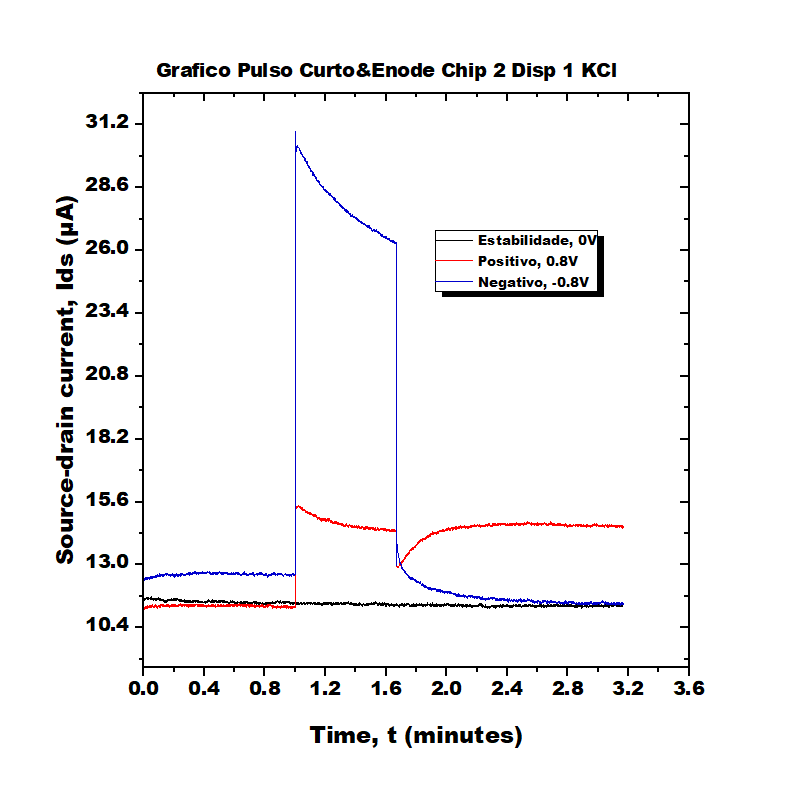 Grafico Pulso Curto&Enode Chip 2 Disp 1 KCl
31.2
28.6
26.0
23.4
20.8
18.2
15.6
13.0
10.4
Source-drain current, Ids (µA)
Estabilidade, 0V
Positivo, 0.8V
Negativo, -0.8V
0.0 0.4 0.8 1.2 1.6 2.0 2.4 2.8 3.2 3.6
Time, t (minutes)